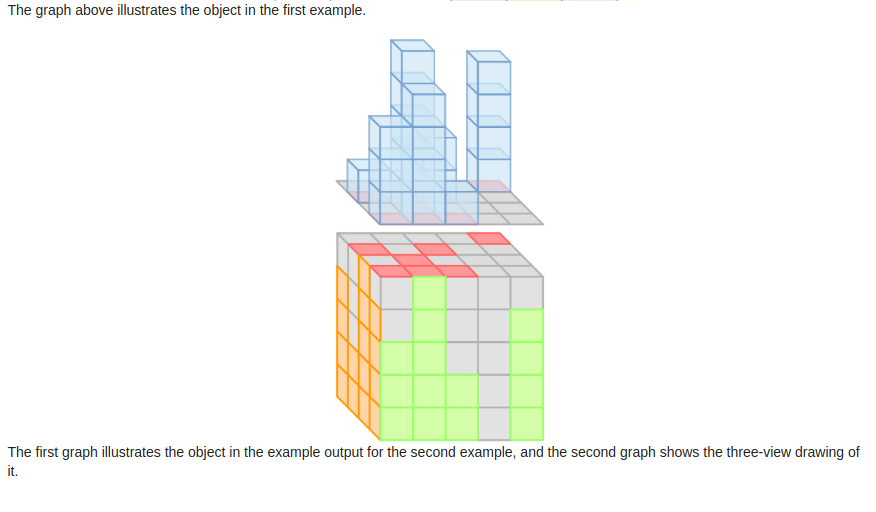 The graph above illustrates the object in the first example.
The first graph illustrates the object in the example output for the second example, and the second graph shows the three-view drawing of
it.